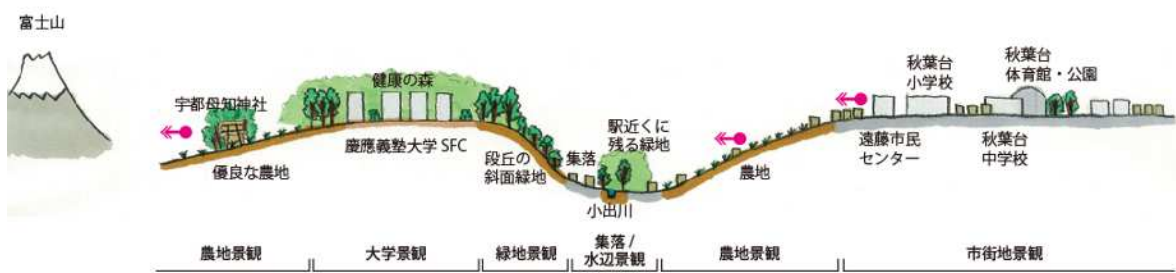 富士山
宇都母知神社
優良な農地
健康の森
慶應義塾大学 SFC
段丘の
斜面緑地
集落
駅近くに
残る緑地
小出川
農地
遠藤市民
センター
秋葉台
小学校
秋葉台
中学校
秋葉台
体育館・公園
農地景観
大学景観
緑地景観
集落 /
水辺景観
農地景観
市街地景観